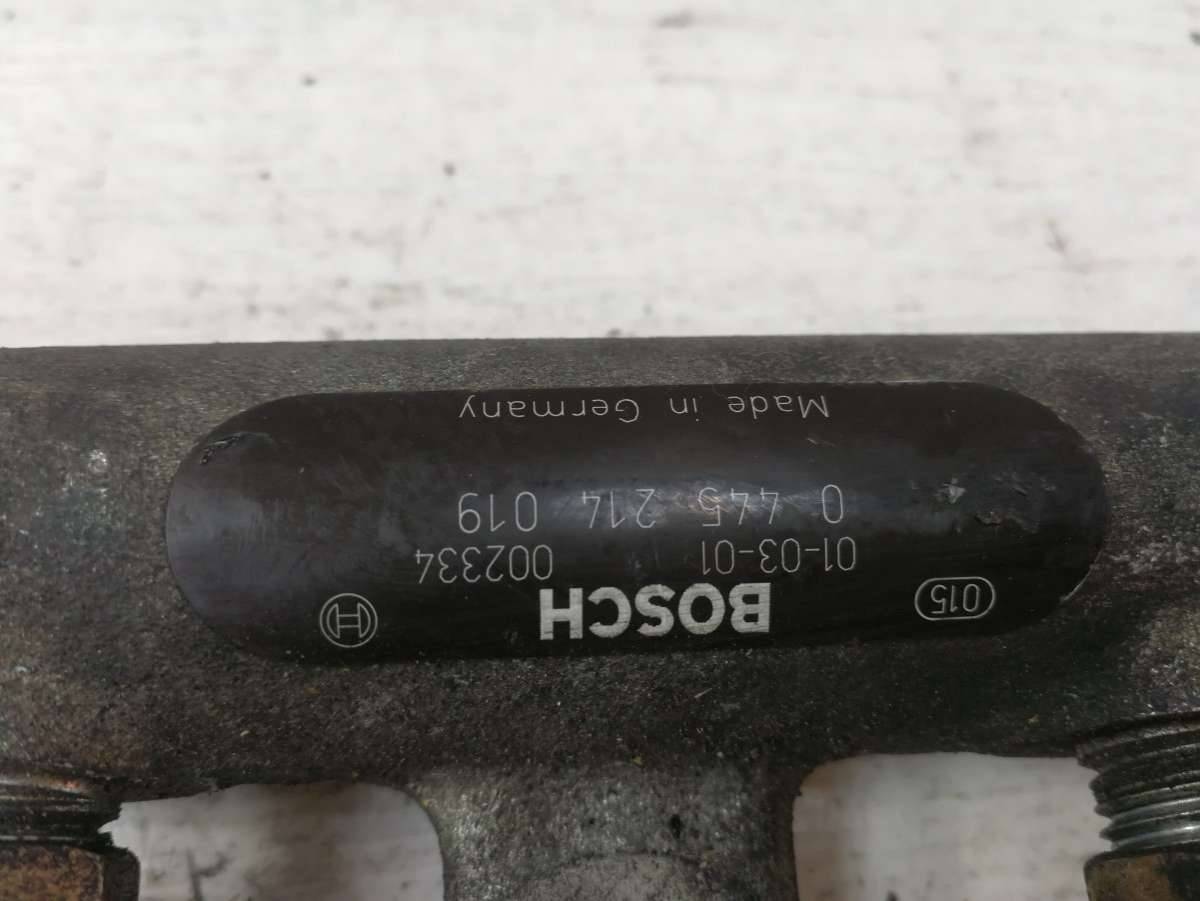 015 BOSCH H
01-03-01 002334
0 445 214 019
Made in Germany